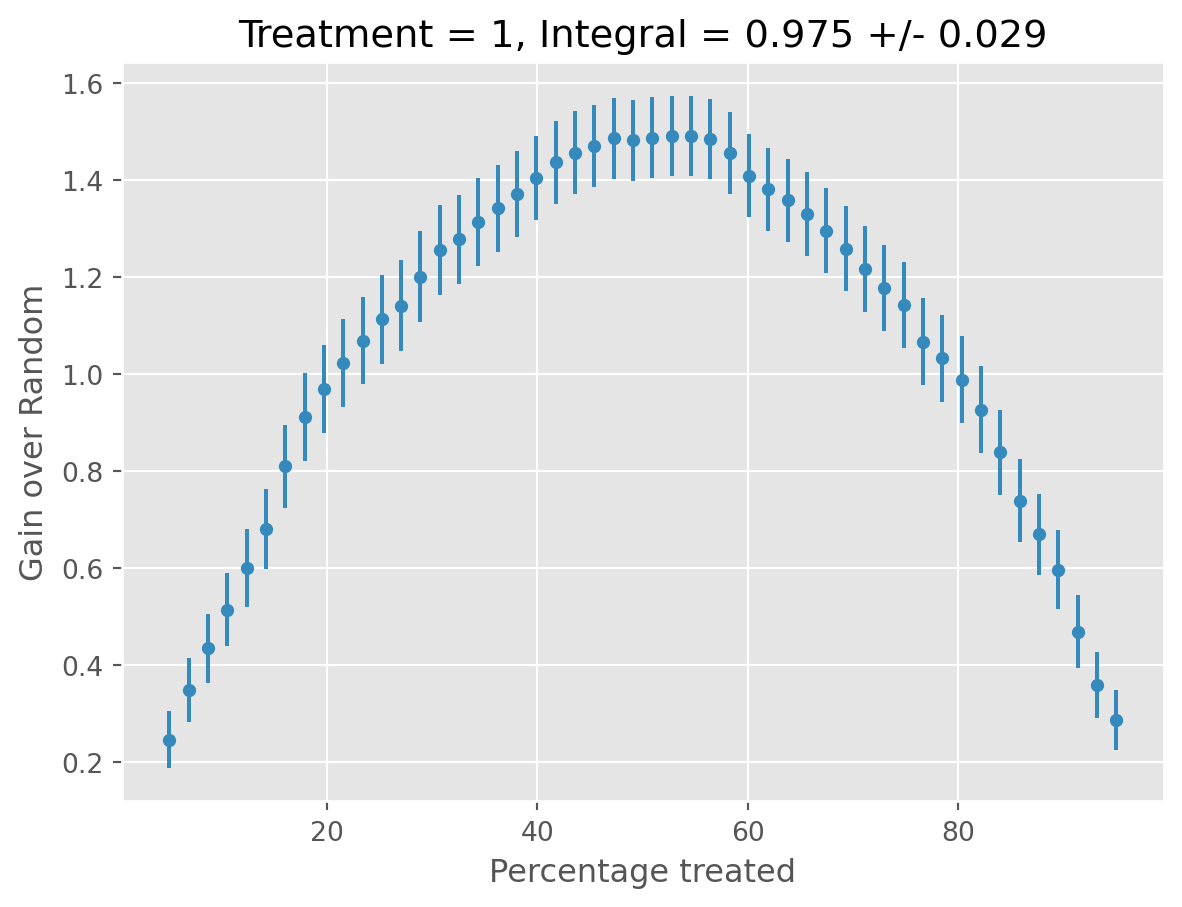 Treatment = 1, Integral = 0.975 +/- 0.029
1.6
1.4
1.2
1.0
0.8
0.6
0.4
0.2
Gain over Random
20 40 60 80
Percentage treated